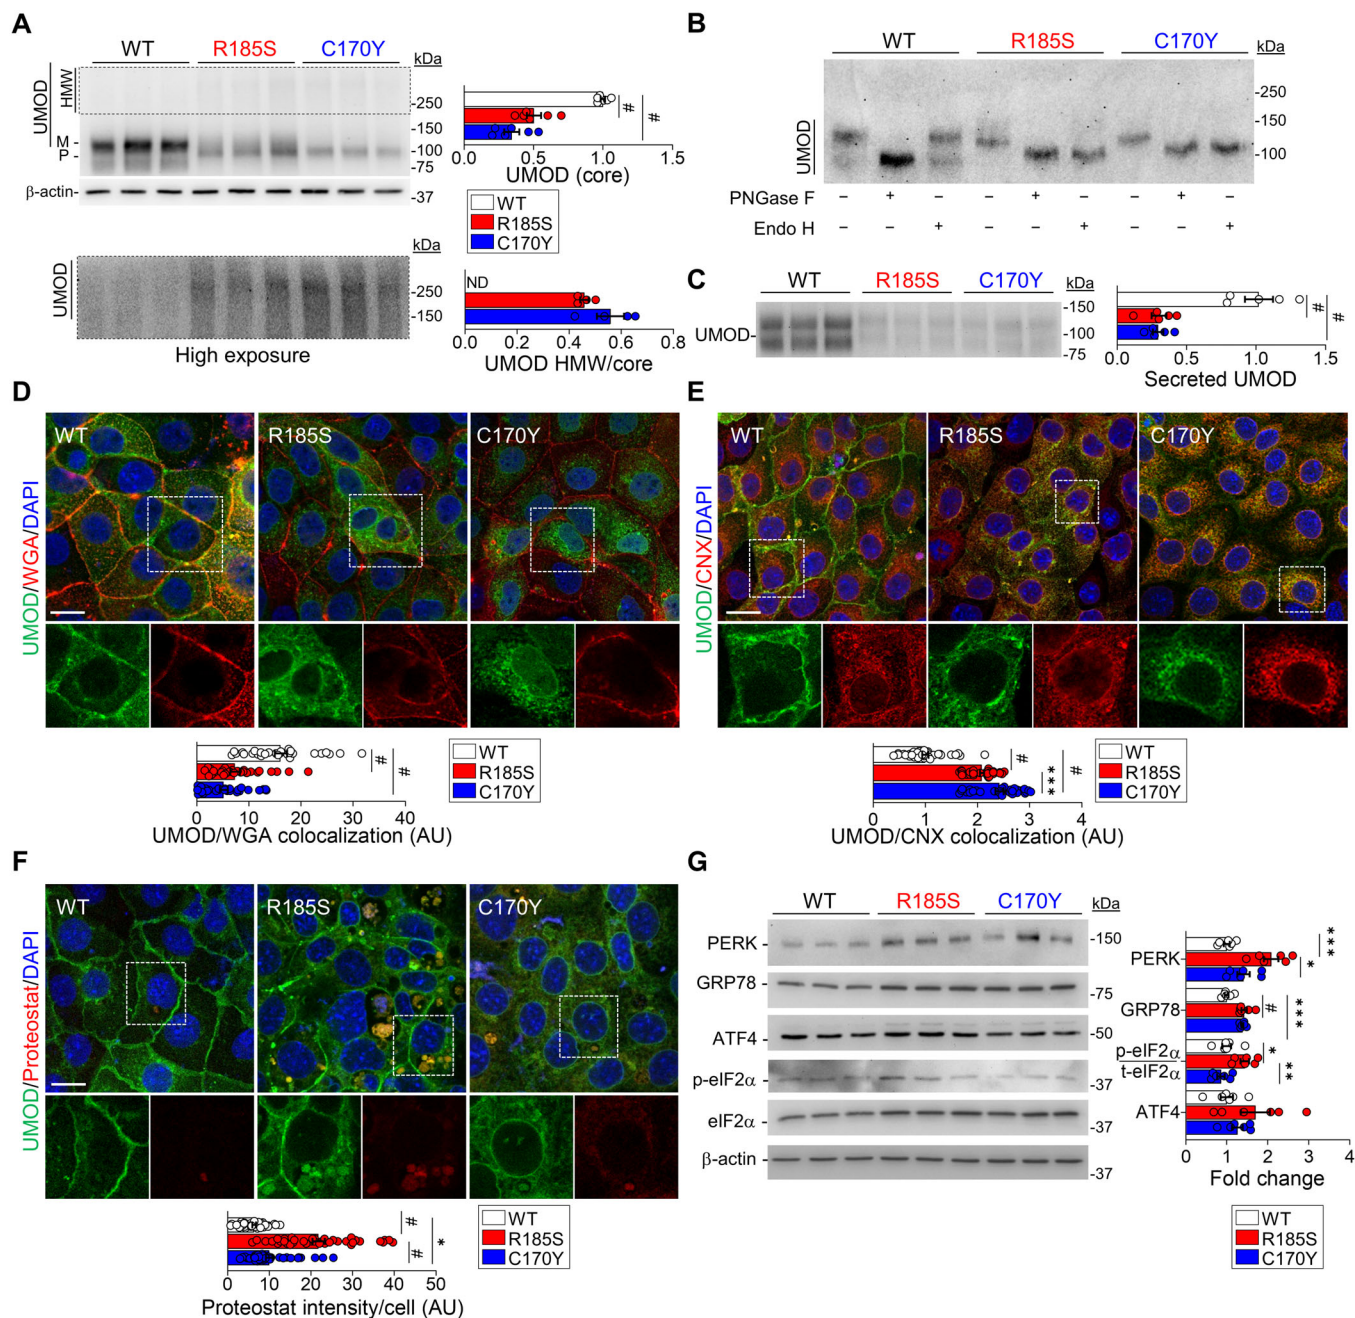 A
WT R185S C170Y
kDa
UMOD
HMW
-250
-150
M-
-100
P-
-75
β-actin-
-37
0.0 0.5 1.0 1.5
UMOD (core)
#
#
WT
R185S
C170Y
kDa
UMOD
-250
-150
High exposure
ND
0.0 0.2 0.4 0.6 0.8
UMOD HMW/core
B
WT R185S C170Y
kDa
-250
-150
-100
UMOD
PNGase F – + – – + – – + –
Endo H – – + – – + – – +
C
WT R185S C170Y
kDa
-150
UMOD-
-100
-75
#
#
0.0 0.5 1.0 1.5
Secreted UMOD
D
UMOD/WGA/DAPI
WT R185S C170Y
#
#
WT
R185S
C170Y
0 10 20 30 40
UMOD/WGA colocalization (AU)
E
UMOD/CNX/DAPI
WT R185S C170Y
#
***
#
WT
R185S
C170Y
0 1 2 3 4
UMOD/CNX colocalization (AU)
F
UMOD/Proteostat/DAPI
WT R185S C170Y
#
#
*
WT
R185S
C170Y
0 10 20 30 40 50
Proteostat intensity/cell (AU)
G
WT R185S C170Y
kDa
PERK
-150
GRP78
-75
ATF4
-50
p-eIF2α
-37
eIF2α
-37
β-actin
-37
PERK
***
*
GRP78
#
***
p-eIF2α
t-eIF2α
*
**
ATF4
0 1 2 3 4
Fold change
WT
R185S
C170Y